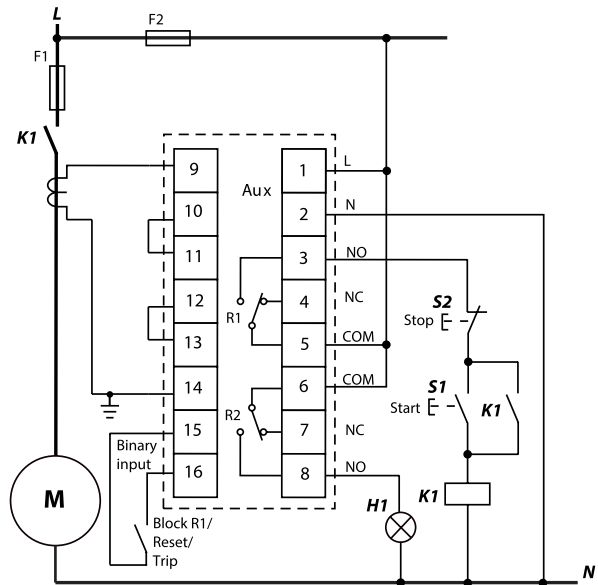 L
F2
F1
K1
9
1
L
Aux
10
2
N
11
3
NO
12
4
NC
R1
13
5
COM
14
6
COM
R2
15
7
NC
16
8
NO
Binary
input
Block R1/
Reset/
Trip
S2
Stop
S1
Start
K1
K1
H1
M
N